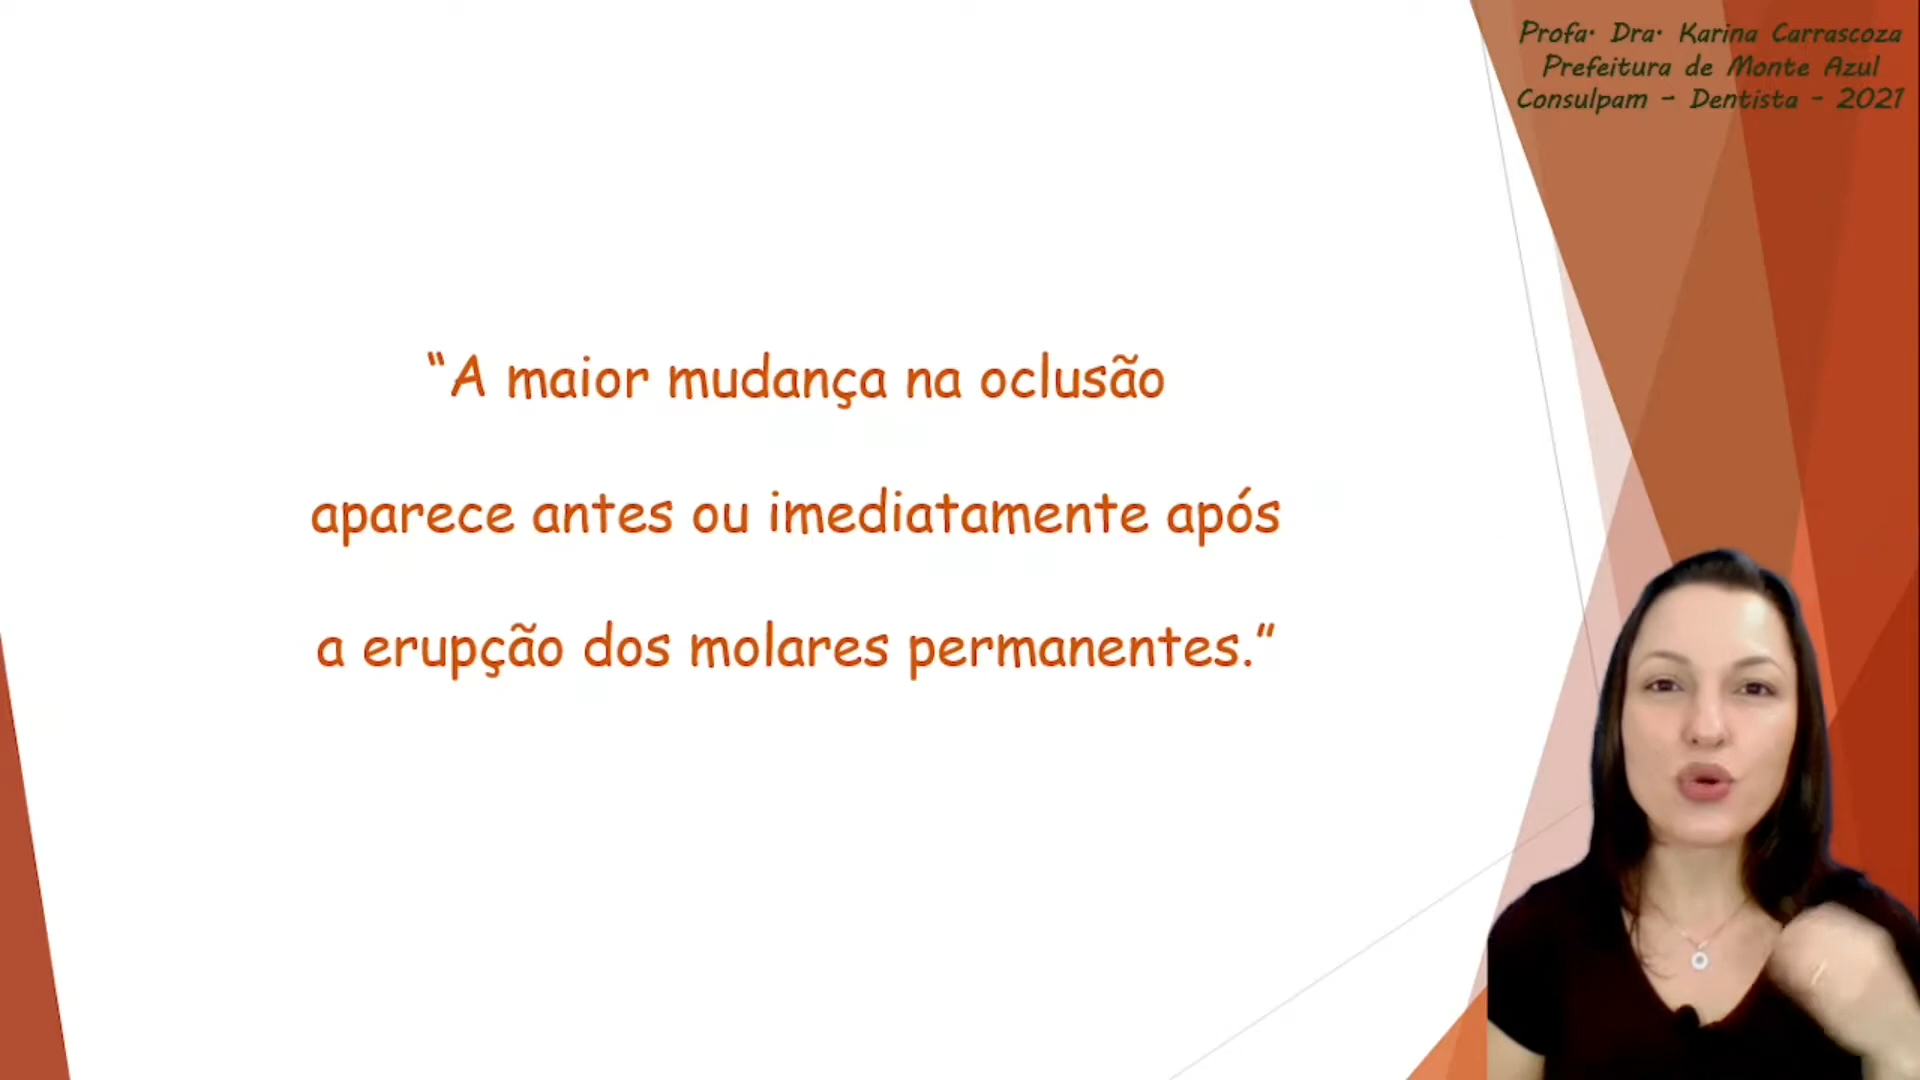 Profa. Dra. Karina Carrascoza
Prefeitura de Monte Azul
Consulpam - Dentista - 2021
“A maior mudança na oclusão
aparece antes ou imediatamente após
a erupção dos molares permanentes.”